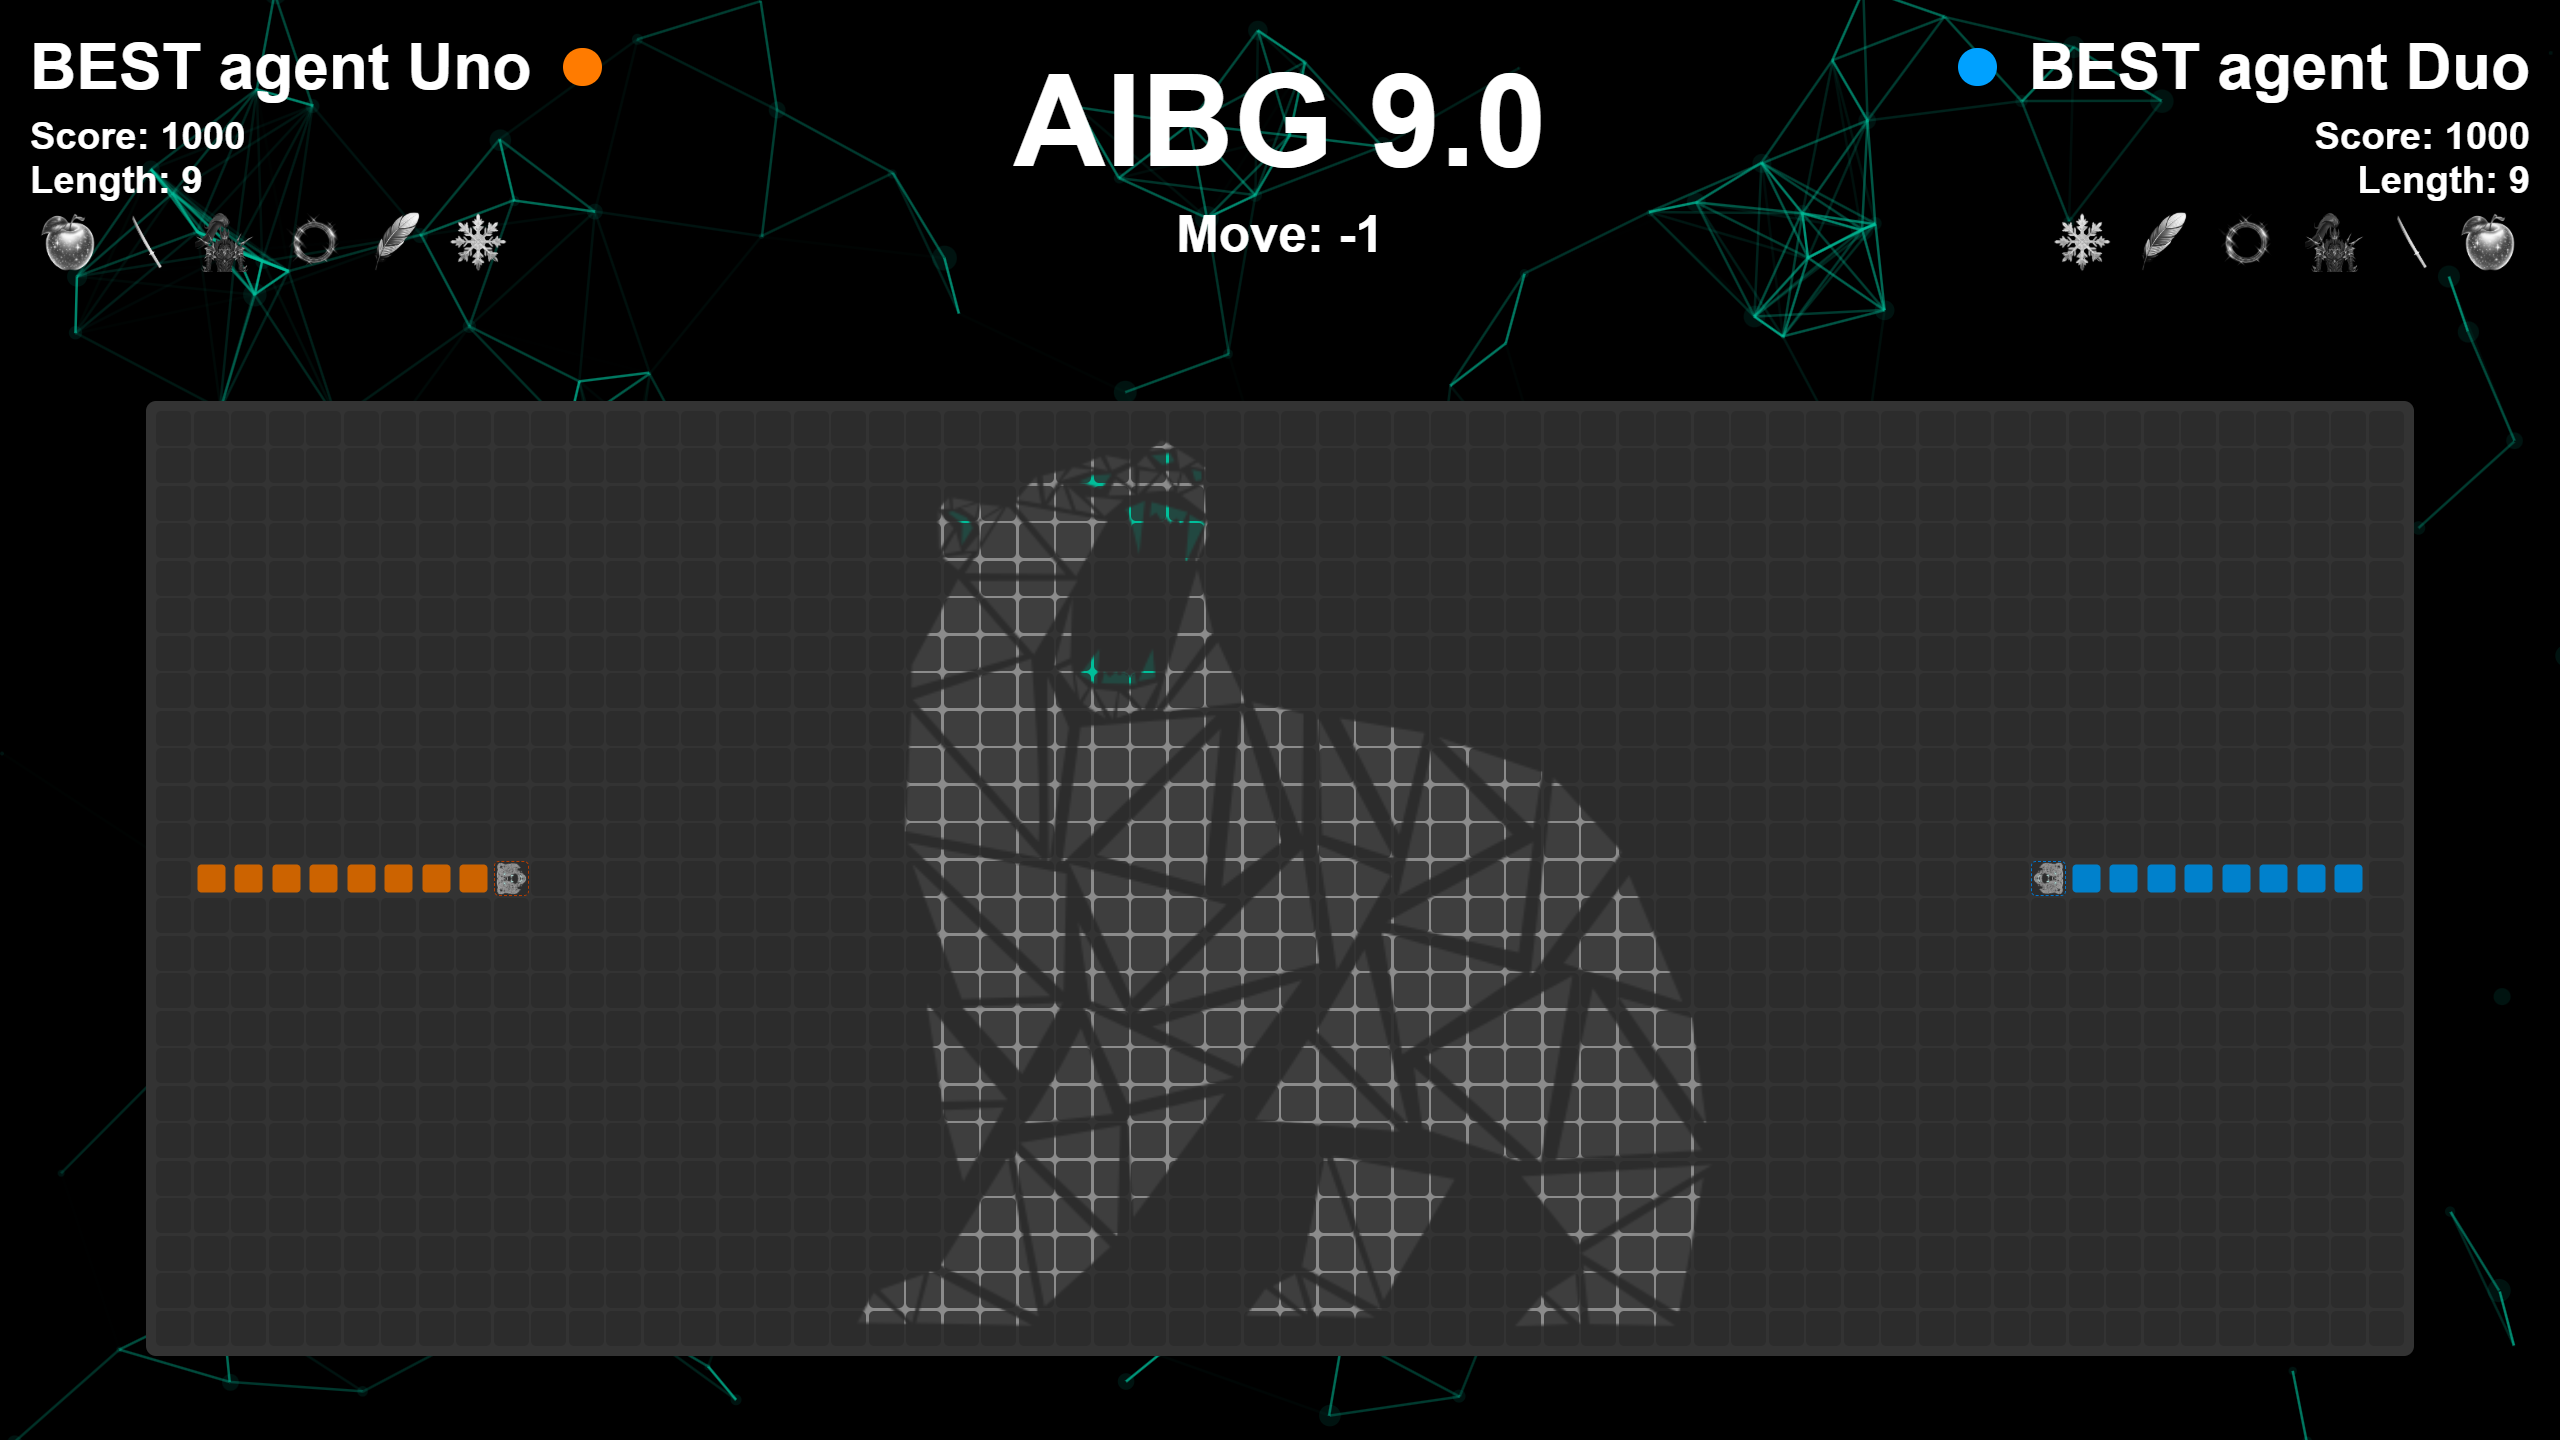 BEST agent Uno
Score: 1000
Length: 9
AIBG 9.0
Move: -1
BEST agent Duo
Score: 1000
Length: 9